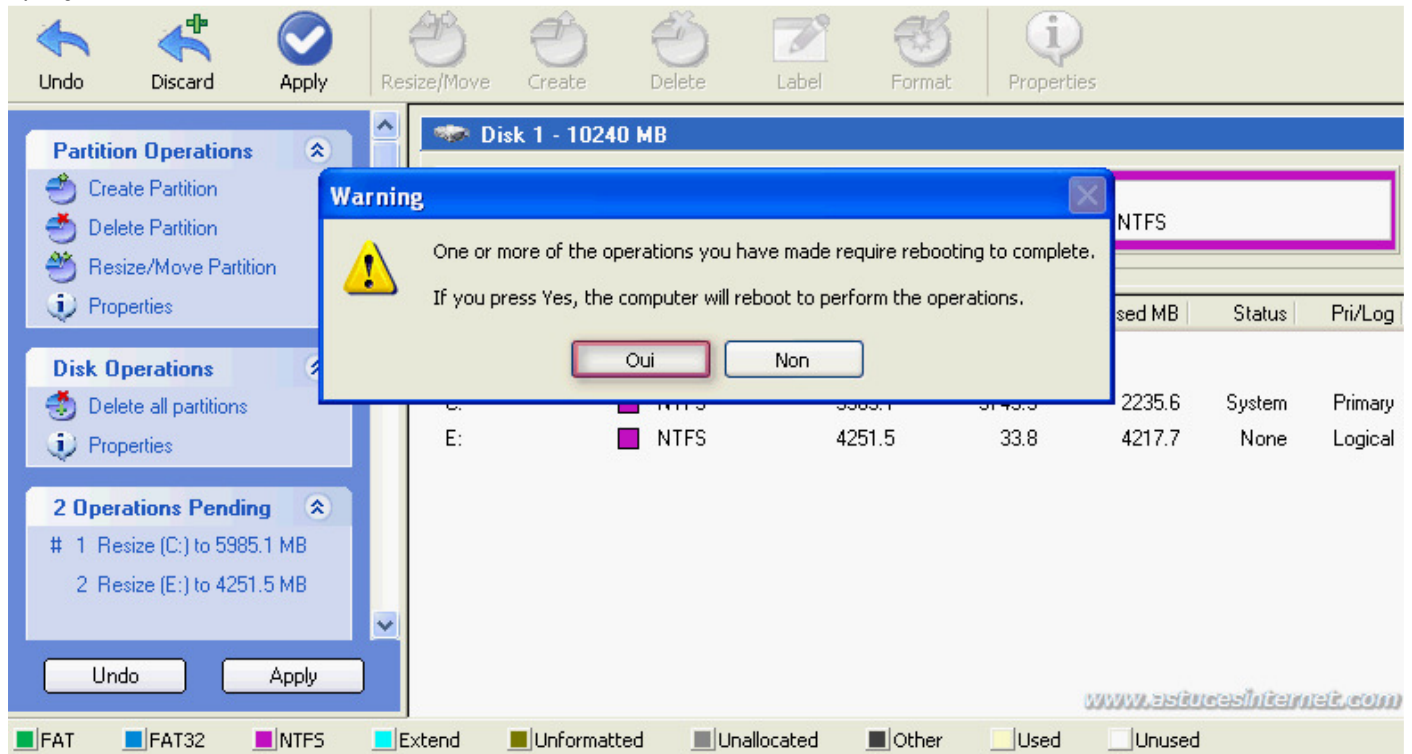 Undo Discard Apply Resize/Move Create Delete Label Format Properties
Partition Operations
Create Partition
Delete Partition
Resize/Move Partition
Properties
Disk Operations
Delete all partitions
Properties
2 Operations Pending
# 1 Resize (C:) to 5985.1 MB
2 Resize (E:) to 4251.5 MB
Undo Apply
Disk 1 - 10240 MB
NTFS
Warning
One or more of the operations you have made require rebooting to complete.
If you press Yes, the computer will reboot to perform the operations.
Oui Non
sed MB Status Pri/Log
2235.6 System Primary
E: NTFS 4251.5 33.8 4217.7 None Logical
www.astucesinternet.com
FAT FAT32 NTFS Extend Unformatted Unallocated Other Used Unused